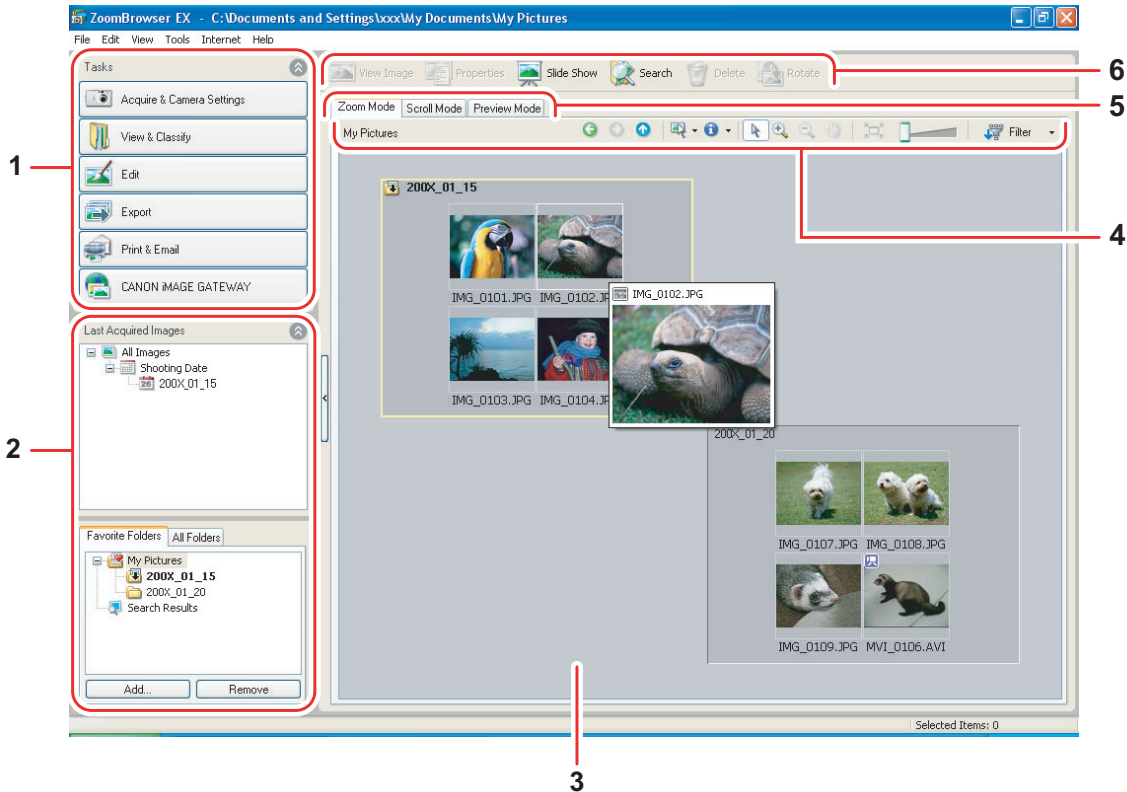 ZoomBrowser EX - C:\Documents and Settings\xxx\My Documents\My Pictures
File Edit View Tools Internet Help
Tasks
Acquire & Camera Settings
View & Classify
Edit
Export
Print & Email
CANON iMAGE GATEWAY
1
Last Acquired Images
All Images
Shooting Date
26 200X_01_15
Favorite Folders All Folders
My Pictures
200X_01_15
200X_01_20
Search Results
Add... Remove
2
View Image Properties Slide Show Search Delete Rotate
6
Zoom Mode Scroll Mode Preview Mode
5
My Pictures Filter
4
200X_01_15
IMG_0101.JPG IMG_0102.JP
IMG_0102.JPG
IMG_0103.JPG IMG_0104.JP
200X_01_20
IMG_0107.JPG IMG_0108.JPG
IMG_0109.JPG MVI_0106.AVI
Selected Items: 0
3